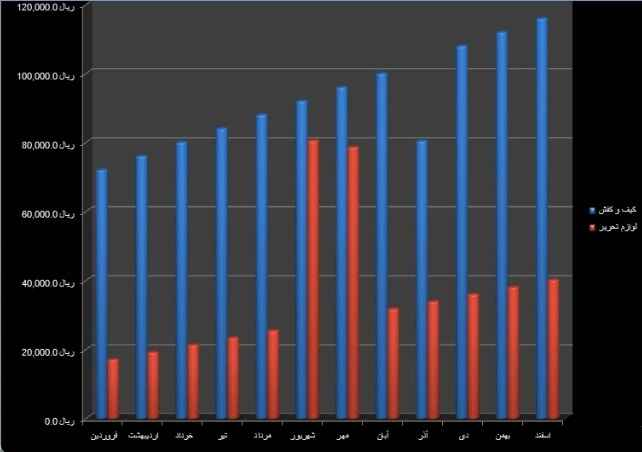 ریال 120,000.0
ریال 100,000.0
ریال 80,000.0
ریال 60,000.0
ریال 40,000.0
ریال 20,000.0
ریال 0.0
فروردین
اردیبهشت
خرداد
تیر
مرداد
شهریور
مهر
آبان
آذر
دی
بهمن
اسفند
کیف و کفش
لوازم تحریر